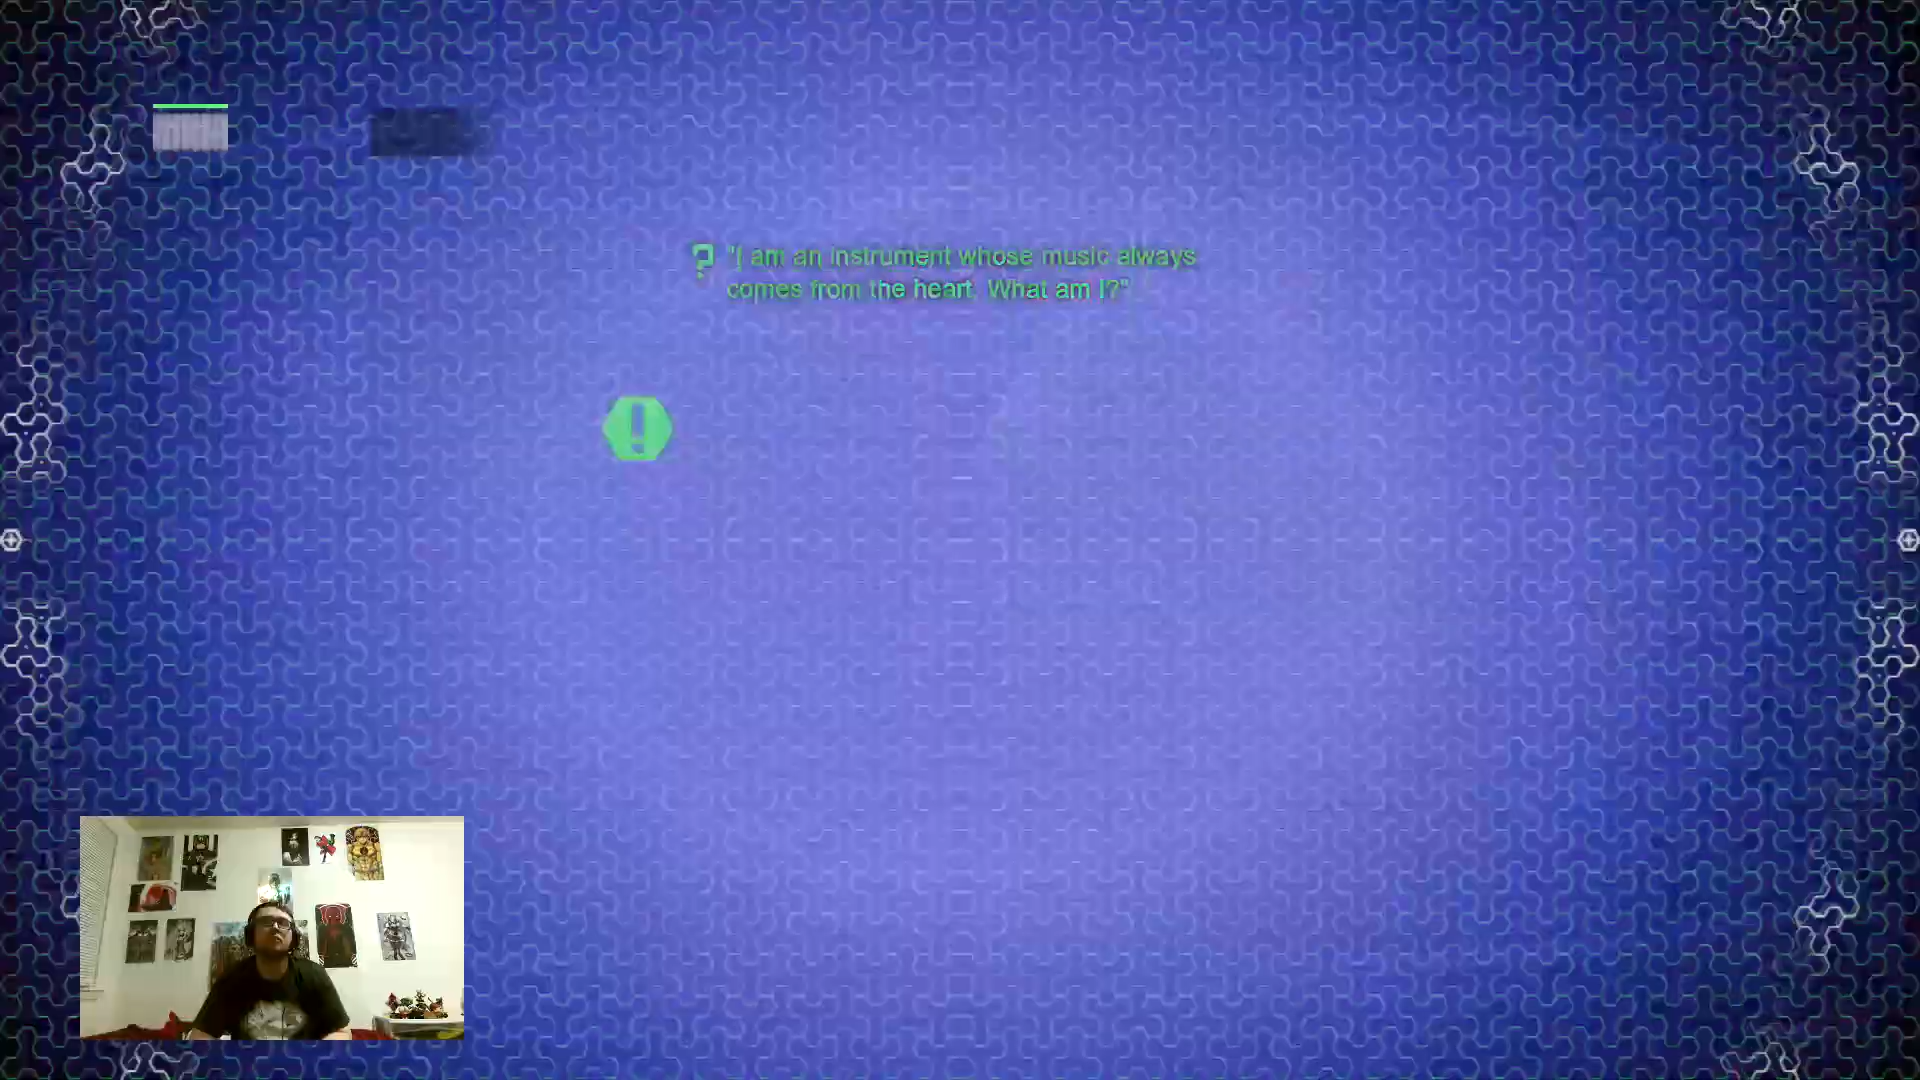 ? "I am an instrument whose music always
comes from the heart. What am I?"
!